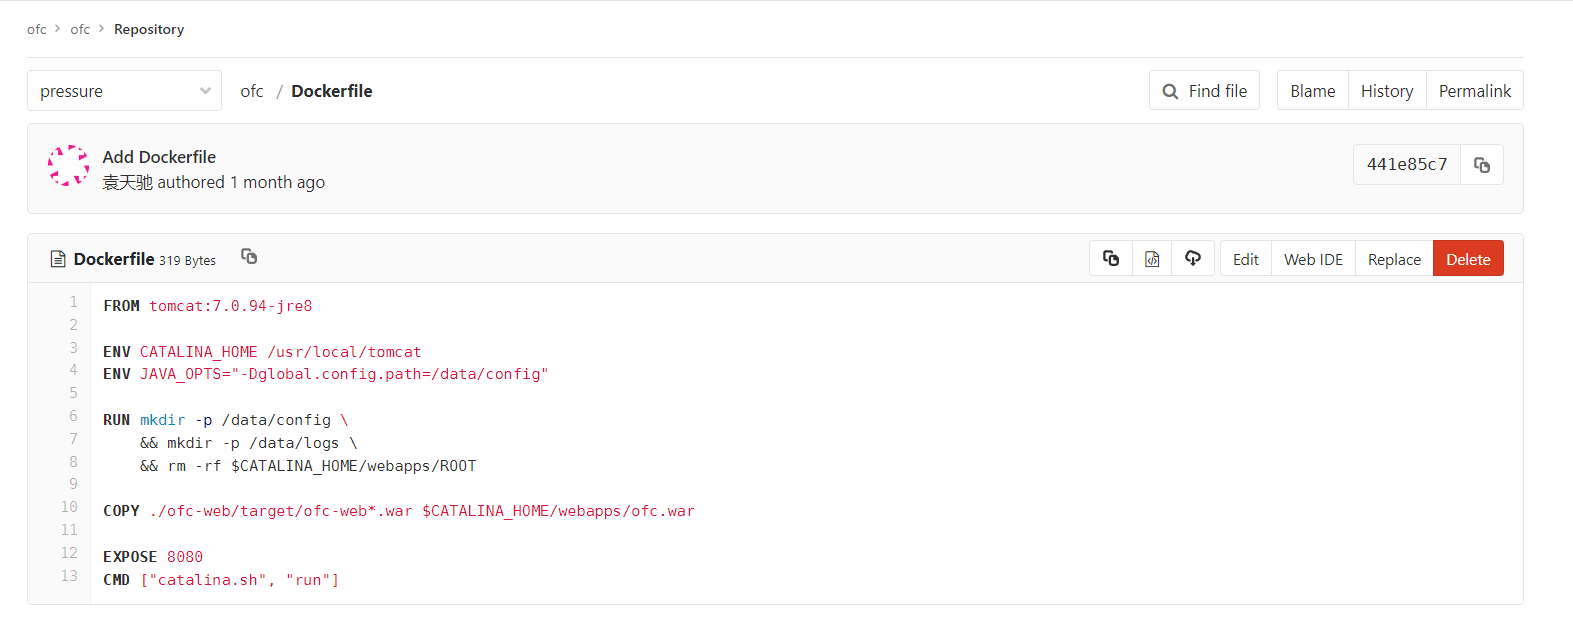 ofc > ofc > Repository
pressure ofc / Dockerfile Find file Blame History Permalink
Add Dockerfile
袁天驰 authored 1 month ago
441e85c7
Dockerfile 319 Bytes Edit Web IDE Replace Delete
1 FROM tomcat:7.0.94-jre8
2
3 ENV CATALINA_HOME /usr/local/tomcat
4 ENV JAVA_OPTS="-Dglobal.config.path=/data/config"
5
6 RUN mkdir -p /data/config \
7     && mkdir -p /data/logs \
8     && rm -rf $CATALINA_HOME/webapps/ROOT
9
10 COPY ./ofc-web/target/ofc-web*.war $CATALINA_HOME/webapps/ofc.war
11
12 EXPOSE 8080
13 CMD ["catalina.sh", "run"]